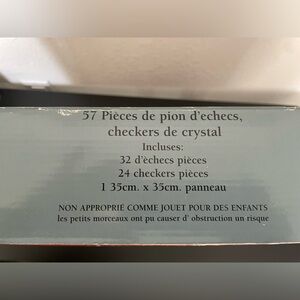 57 Pièces de pion d'echecs,
checkers de crystal
Incluses:
32 d'èchecs pièces
24 checkers pièces
1 35cm. x 35cm. panneau
NON APPROPRIÉ COMME JOUET POUR DES ENFANTS
les petits morceaux ont pu causer d' obstruction un risque